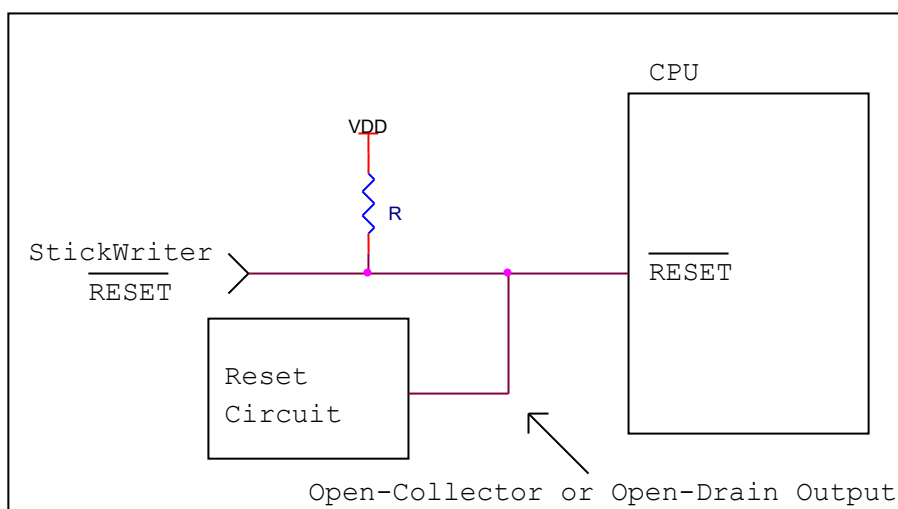 CPU
VDD
R
StickWriter
RESET
RESET
Reset
Circuit
Open-Collector or Open-Drain Output